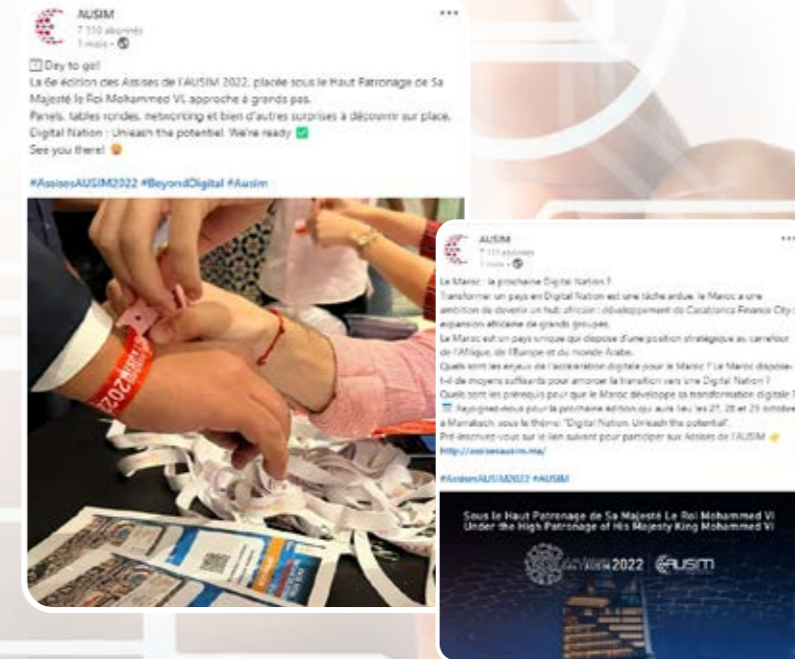 AUSIM
7 110 abonnés
1 mois
Day to go!
La 6e édition des Assises de l'AUSIM 2022, placée sous le Haut Patronage de Sa
Majesté le Roi Mohammed VI, approche à grands pas.
Panels, tables rondes, networking et bien d'autres surprises à découvrir sur place.
Digital Nation : Unleash the potential. We're ready ✅
See you there!
#AssisesAUSIM2022 #BeyondDigital #Ausim
AUSIM
abonnés
1 mois
Le Maroc : la prochaine Digital Nation ?
Transformer un pays en Digital Nation est une tâche ardue, le Maroc a une
ambition de devenir un hub africain : développement de Casablanca Finance City
expansion africaine de grands groupes.
Le Maroc est un pays unique qui dispose d'une position stratégique au carrefour
de l'Afrique, de l'Europe et du monde Arabe.
Quels sont les enjeux de l'accélération digitale pour le Maroc ? Le Maroc dispose-
t-il de moyens suffisants pour amorcer la transition vers une Digital Nation ?
Quels sont les prérequis pour que le Maroc développe sa transformation digitale ?
Rejoignez-nous pour la prochaine édition qui aura lieu les 27, 28 et 29 octobre
à Marrakech, sous le thème: "Digital Nation: Unleash the potential".
Pré-inscrivez-vous sur le lien suivant pour participer aux Assises de l'AUSIM
http://assisesausim.ma/
#AssisesAUSIM2022 #AUSIM
Sous le Haut Patronage de Sa Majesté Le Roi Mohammed VI
Under the High Patronage of His Majesty King Mohammed VI
2022
AUSIM